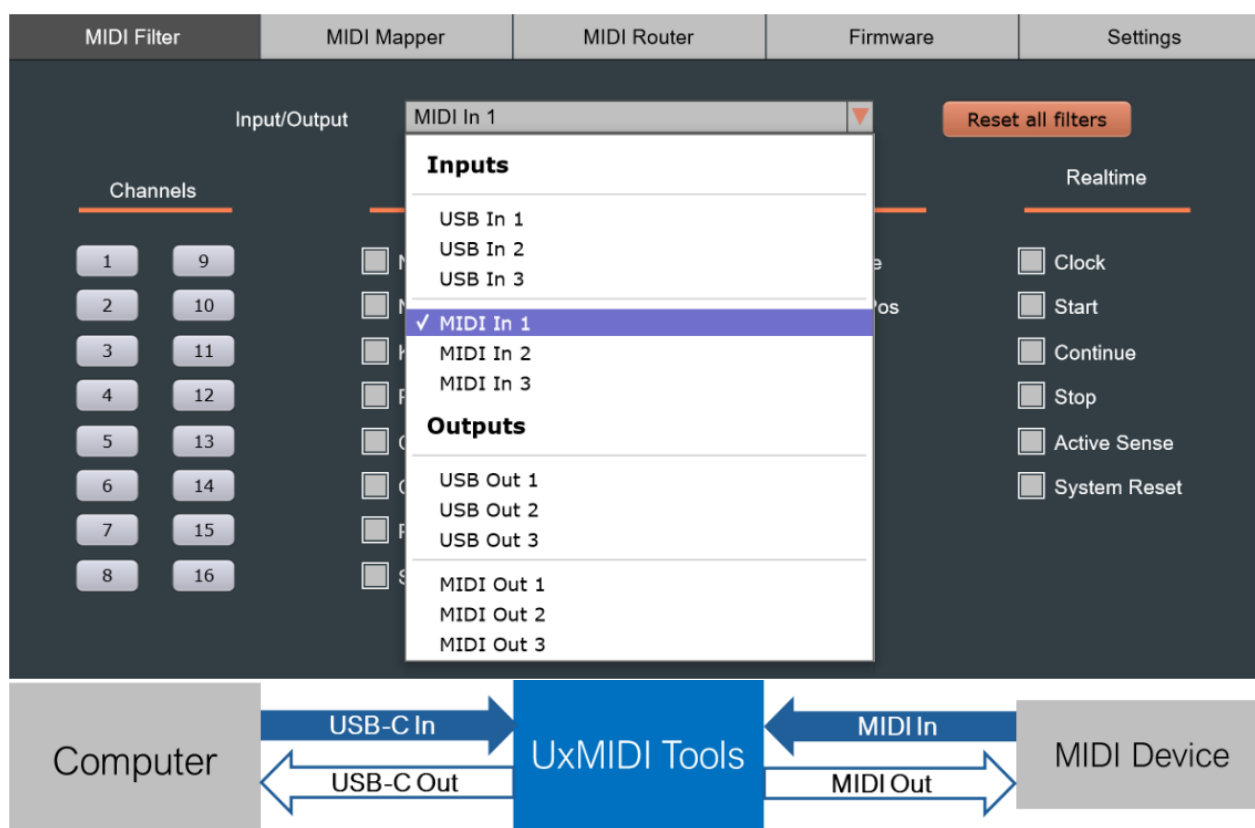 MIDI Filter
MIDI Mapper
MIDI Router
Firmware
Settings
Input/Output
MIDI In 1
Reset all filters
Channels
1
9
2
10
3
11
4
12
5
13
6
14
7
15
8
16
Inputs
USB In 1
USB In 2
USB In 3
✓ MIDI In 1
MIDI In 2
MIDI In 3
Outputs
USB Out 1
USB Out 2
USB Out 3
MIDI Out 1
MIDI Out 2
MIDI Out 3
Realtime
Clock
Start
Continue
Stop
Active Sense
System Reset
Computer
USB-C In
USB-C Out
UxMIDI Tools
MIDI In
MIDI Out
MIDI Device